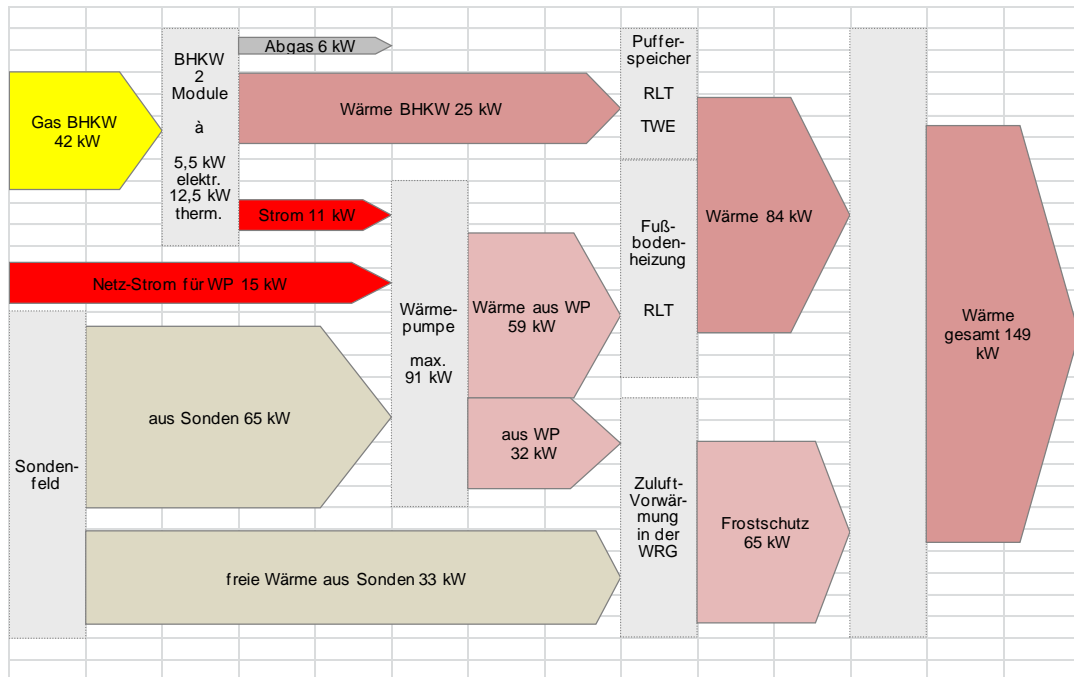 Gas BHKW
42 kW
BHKW
2
Module
à
5,5 kW
elektr.
12,5 kW
therm.
Abgas 6 kW
Wärme BHKW 25 kW
Strom 11 kW
Netz-Strom für WP 15 kW
Sonden-
feld
aus Sonden 65 kW
freie Wärme aus Sonden 33 kW
Wärme-
pumpe
max.
91 kW
Wärme aus WP
59 kW
aus WP
32 kW
Puffer-
speicher
RLT
TWE
Fuß-
boden-
heizung
RLT
Zuluft-
Vorwär-
mung
in der
WRG
Wärme 84 kW
Frostschutz
65 kW
Wärme
gesamt 149
kW